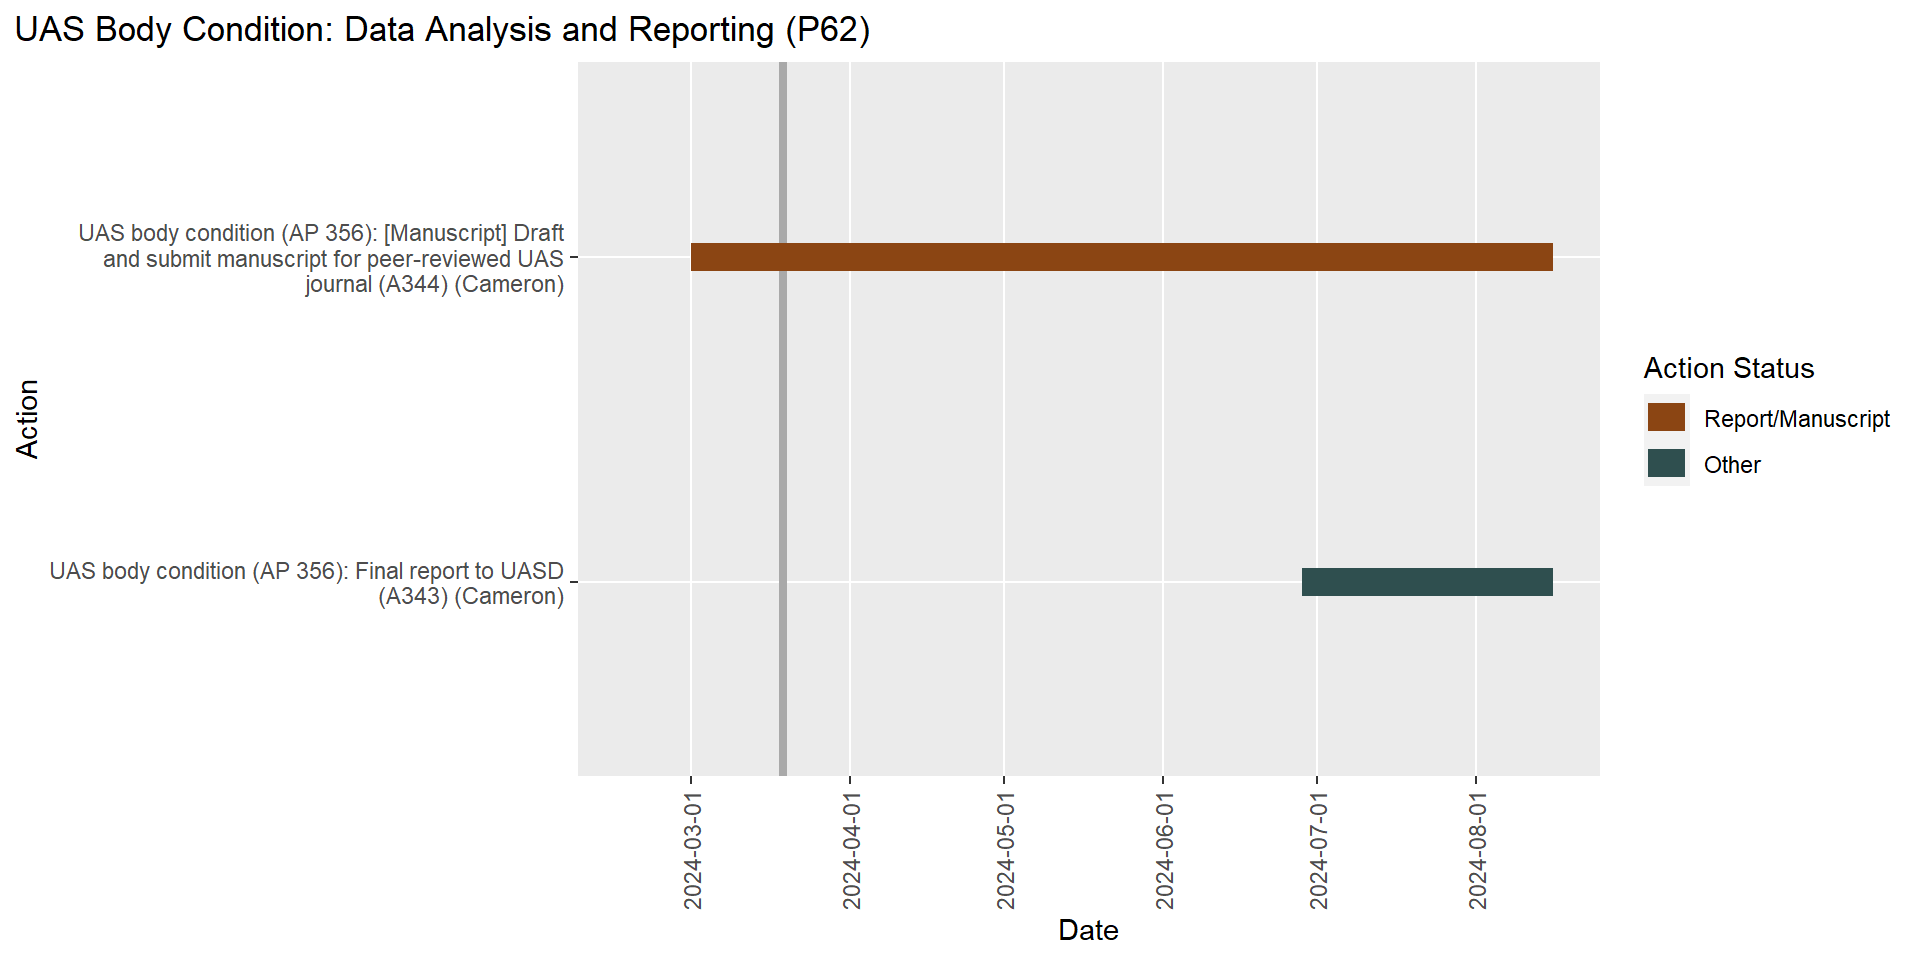 UAS Body Condition: Data Analysis and Reporting (P62)
UAS body condition (AP 356): [Manuscript] Draft
and submit manuscript for peer-reviewed UAS
journal (A344) (Cameron)
UAS body condition (AP 356): Final report to UASD
(A343) (Cameron)
Action
2024-03-01
2024-04-01
2024-05-01
2024-06-01
2024-07-01
2024-08-01
Date
Action Status
Report/Manuscript
Other